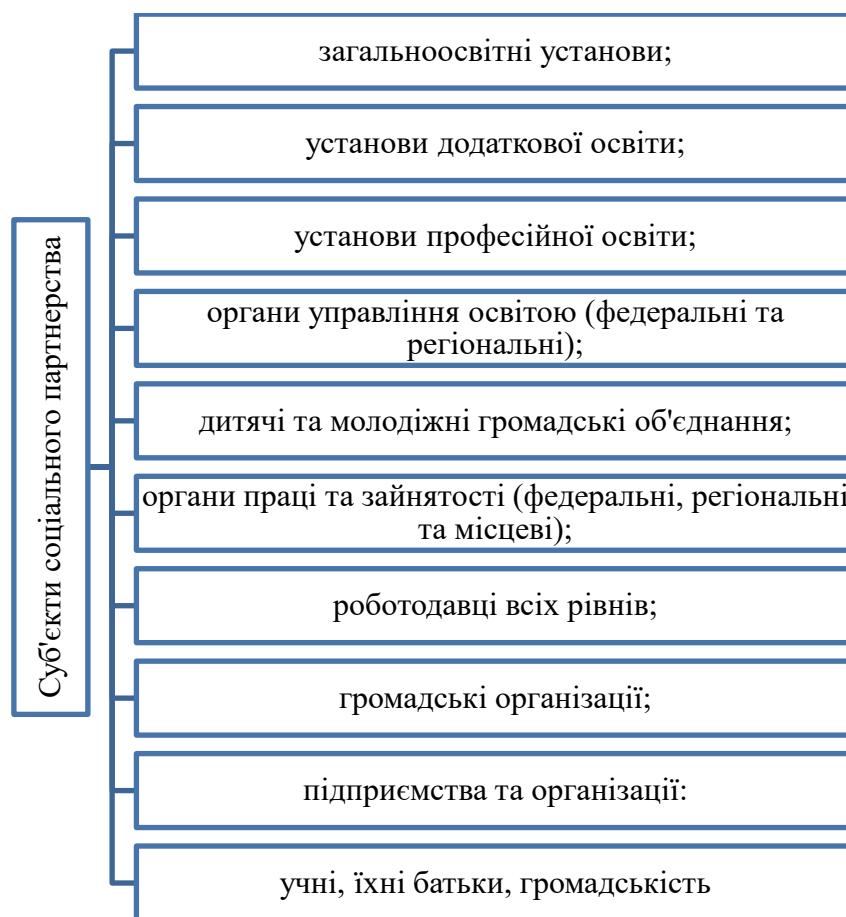 Суб'єкти соціального партнерства
загальноосвітні установи;
установи додаткової освіти;
установи професійної освіти;
органи управління освітою (федеральні та
регіональні);
дитячі та молодіжні громадські об'єднання;
органи праці та зайнятості (федеральні, регіональні
та місцеві);
роботодавці всіх рівнів;
громадські організації;
підприємства та організації:
учні, їхні батьки, громадськість